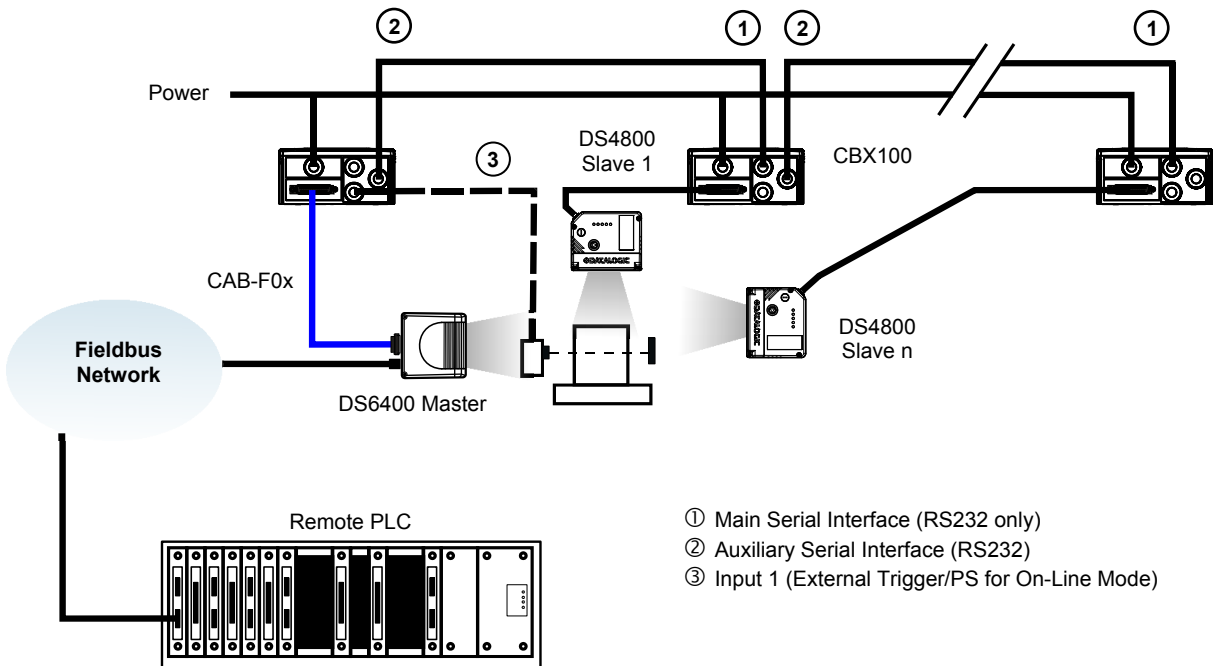 ②
①
②
①
Power
③
DS4800
Slave 1
CBX100
CAB-F0x
DATALOGIC
Fieldbus
Network
DS6400 Master
DATALOGIC
DS4800
Slave n
Remote PLC
① Main Serial Interface (RS232 only)
② Auxiliary Serial Interface (RS232)
③ Input 1 (External Trigger/PS for On-Line Mode)